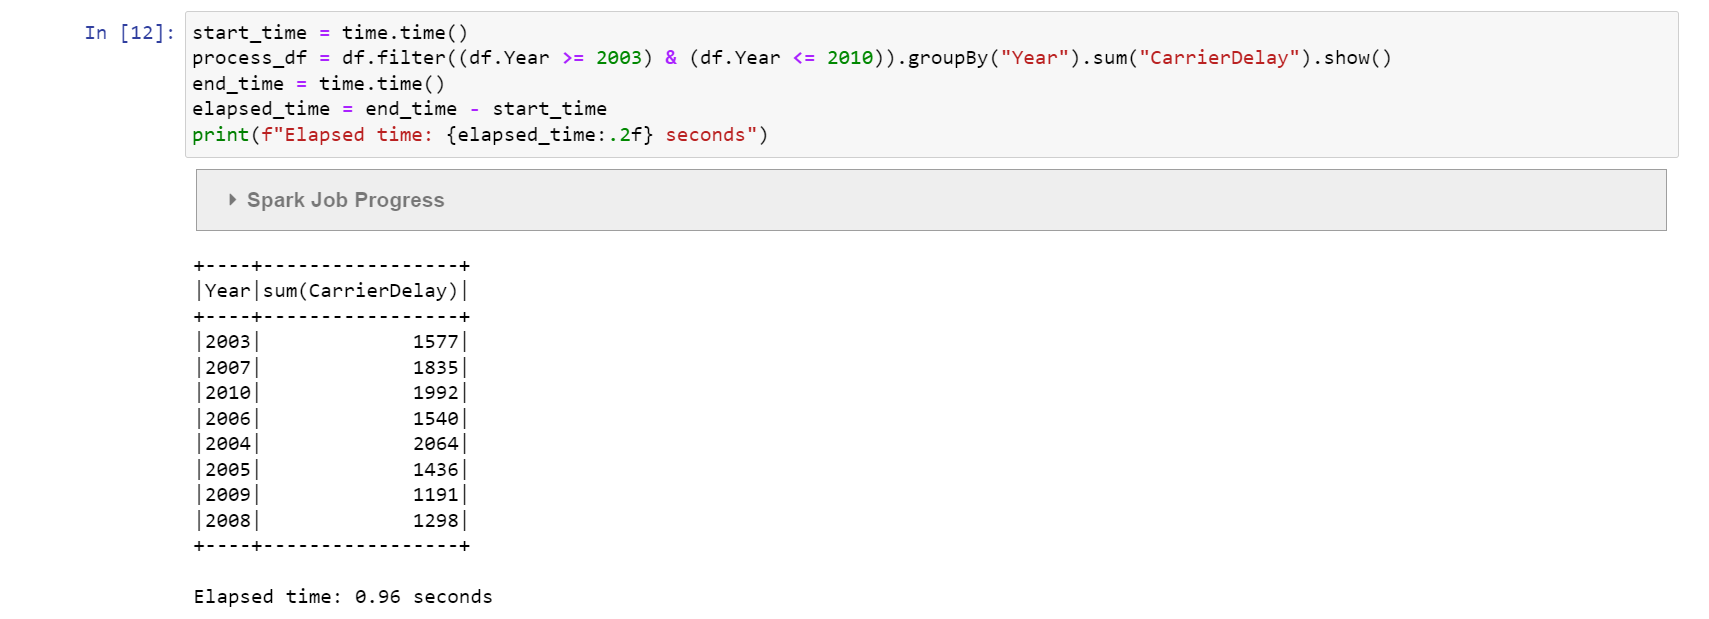 In [12]: start_time = time.time()
process_df = df.filter((df.Year >= 2003) & (df.Year <= 2010)).groupBy("Year").sum("CarrierDelay").show()
end_time = time.time()
elapsed_time = end_time - start_time
print(f"Elapsed time: {elapsed_time:.2f} seconds")
Spark Job Progress
+----+-----------------+
|Year|sum(CarrierDelay)|
+----+-----------------+
|2003|             1577|
|2007|             1835|
|2010|             1992|
|2006|             1540|
|2004|             2064|
|2005|             1436|
|2009|             1191|
|2008|             1298|
+----+-----------------+
Elapsed time: 0.96 seconds